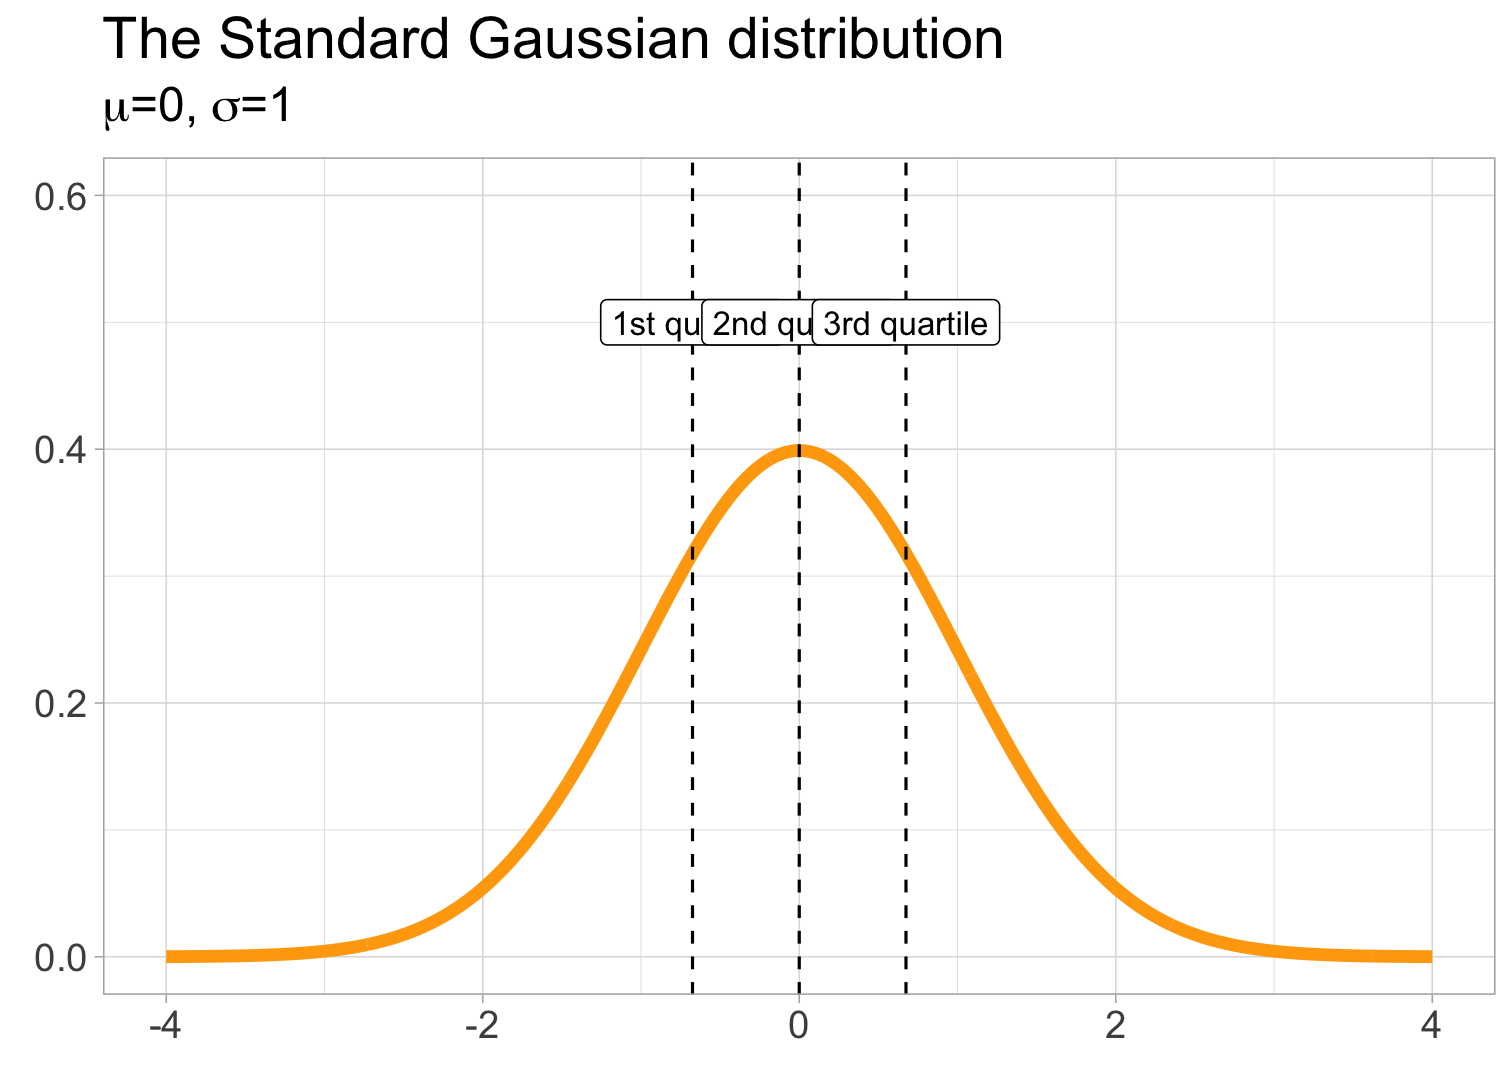 The Standard Gaussian distribution
μ=0, σ=1
0.6
1st qu 2nd qu 3rd quartile
0.4
0.2
0.0
-4 -2 0 2 4